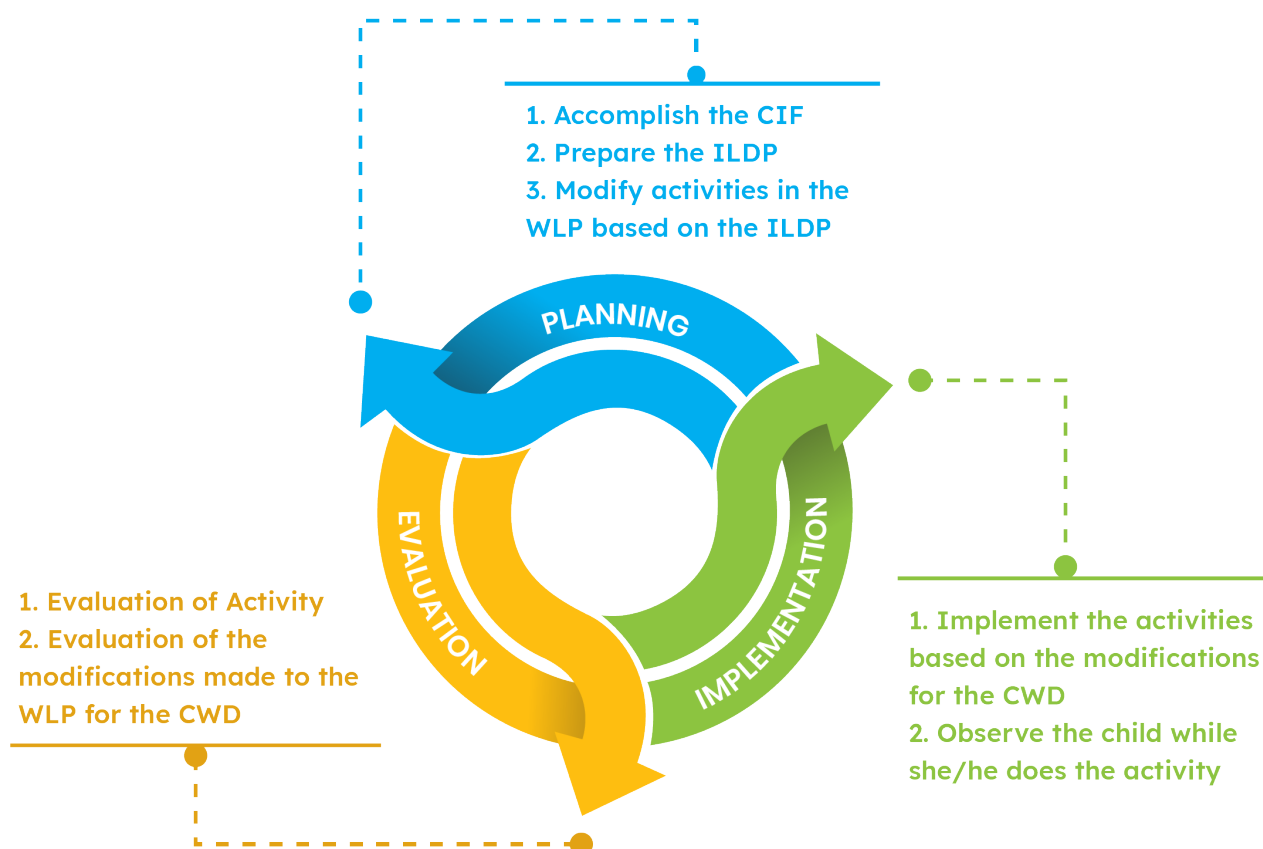 1. Accomplish the CIF
2. Prepare the ILDP
3. Modify activities in the
WLP based on the ILDP
PLANNING
IMPLEMENTATION
EVALUATION
1. Implement the activities
based on the modifications
for the CWD
2. Observe the child while
she/he does the activity
1. Evaluation of Activity
2. Evaluation of the
modifications made to the
WLP for the CWD